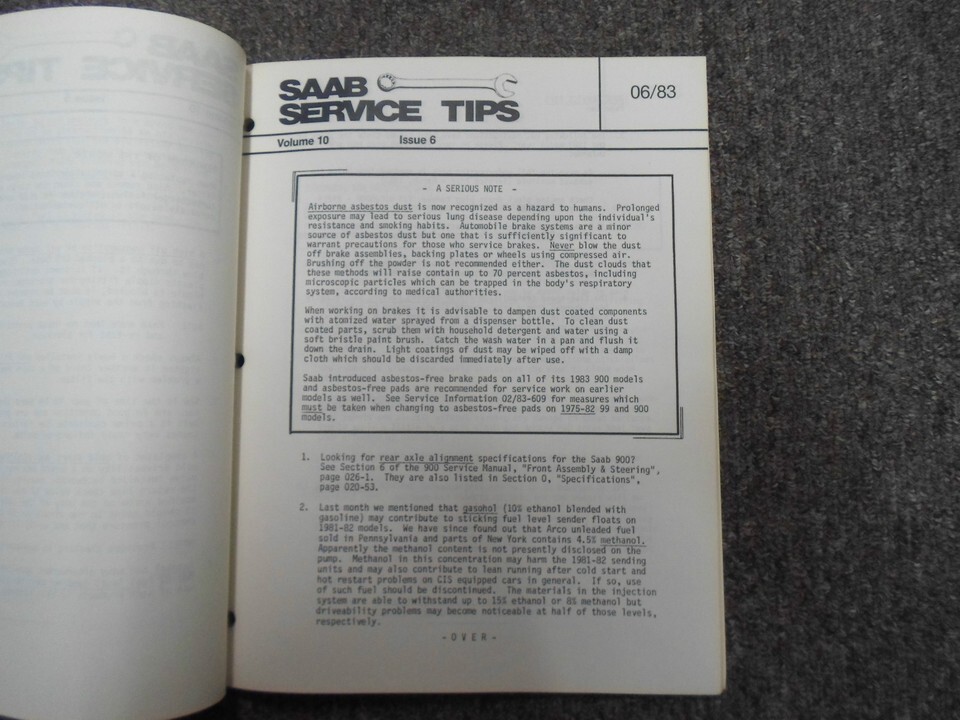 SAAB
SERVICE TIPS
06/83
Volume 10 Issue 6
- A SERIOUS NOTE -
Airborne asbestos dust is now recognized as a hazard to humans. Prolonged
exposure may lead to serious lung disease depending upon the individual's
resistance and smoking habits. Automobile brake systems are a minor
source of asbestos dust but one that is sufficiently significant to
warrant precautions for those who service brakes. Never blow the dust
off brake assemblies, backing plates or wheels using compressed air.
Brushing off the powder is not recommended either. The dust clouds that
these methods will raise contain up to 70 percent asbestos, including
microscopic particles which can be trapped in the body's respiratory
system, according to medical authorities.
When working on brakes it is advisable to dampen dust coated components
with atomized water sprayed from a dispenser bottle. To clean dust
coated parts, scrub them with household detergent and water using a
soft bristle paint brush. Catch the wash water in a pan and flush it
down the drain. Light coatings of dust may be wiped off with a damp
cloth which should be discarded immediately after use.
Saab introduced asbestos-free brake pads on all of its 1983 900 models
and asbestos-free pads are recommended for service work on earlier
models as well. See Service Information 02/83-609 for measures which
must be taken when changing to asbestos-free pads on 1975-82 99 and 900
models.
1. Looking for rear axle alignment specifications for the Saab 900?
See Section 6 of the 900 Service Manual, "Front Assembly & Steering",
page 026-1. They are also listed in Section 0, "Specifications",
page 020-53.
2. Last month we mentioned that gasohol (10% ethanol blended with
gasoline) may contribute to sticking fuel level sender floats on
1981-82 models. We have since found out that Arco unleaded fuel
sold in Pennsylvania and parts of New York contains 4.5% methanol.
Apparently the methanol content is not presently disclosed on the
pump. Methanol in this concentration may harm the 1981-82 sending
units and may also contribute to lean running after cold start and
hot restart problems on CIS equipped cars in general. If so, use
of such fuel should be discontinued. The materials in the injection
system are able to withstand up to 15% ethanol or 8% methanol but
driveability problems may become noticeable at half of those levels,
respectively.
-OVER-